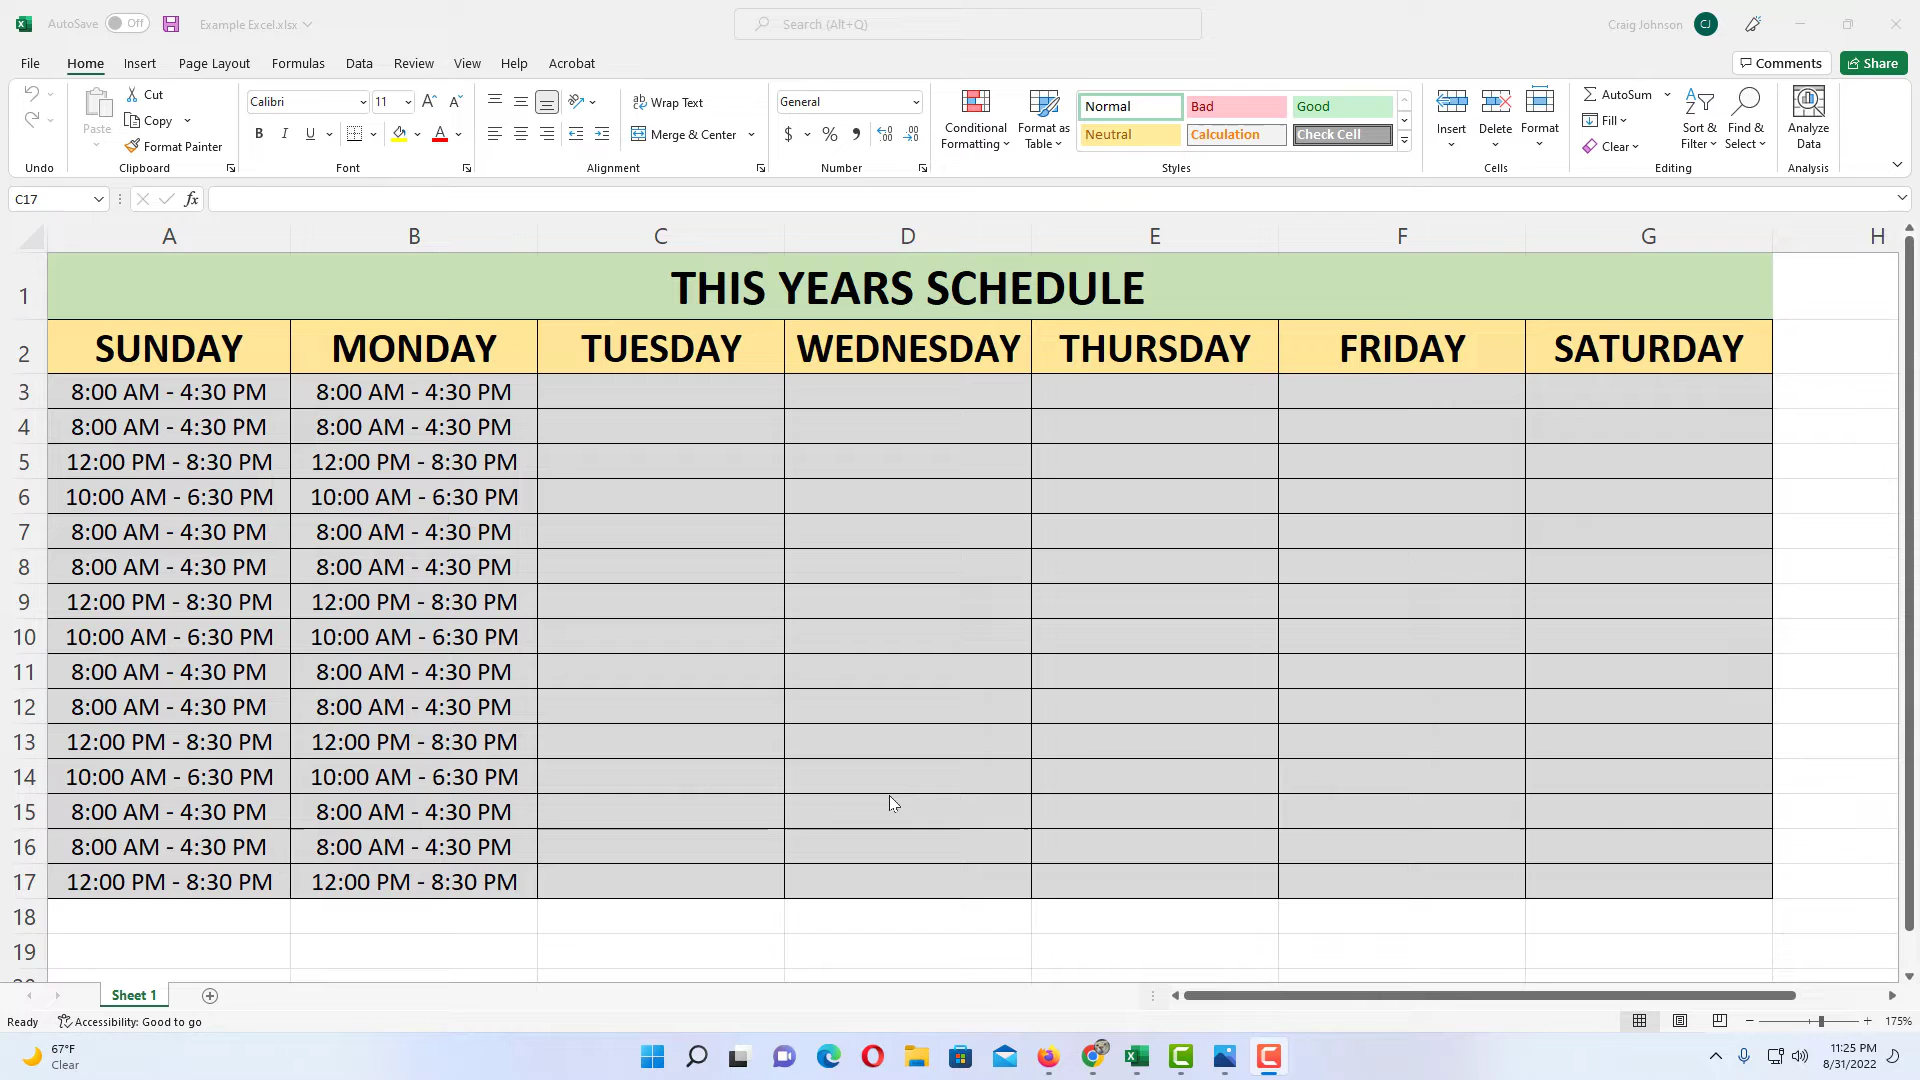 AutoSave Off Example Excel.xlsx Search (Alt+Q) Craig Johnson CJ
File Home Insert Page Layout Formulas Data Review View Help Acrobat Comments Share
Cut Calibri 11 Wrap Text General Normal Bad Good AutoSum
Paste Copy Conditional Formatting Format as Table Insert Delete Format Fill Sort & Filter Find & Select Analyze Data
Format Painter B I U A Merge & Center $ % Neutral Calculation Check Cell Clear
Undo Clipboard Font Alignment Number Styles Cells Editing Analysis
C17 fx
A B C D E F G H
1 THIS YEARS SCHEDULE
2 SUNDAY MONDAY TUESDAY WEDNESDAY THURSDAY FRIDAY SATURDAY
3 8:00 AM - 4:30 PM 8:00 AM - 4:30 PM
4 8:00 AM - 4:30 PM 8:00 AM - 4:30 PM
5 12:00 PM - 8:30 PM 12:00 PM - 8:30 PM
6 10:00 AM - 6:30 PM 10:00 AM - 6:30 PM
7 8:00 AM - 4:30 PM 8:00 AM - 4:30 PM
8 8:00 AM - 4:30 PM 8:00 AM - 4:30 PM
9 12:00 PM - 8:30 PM 12:00 PM - 8:30 PM
10 10:00 AM - 6:30 PM 10:00 AM - 6:30 PM
11 8:00 AM - 4:30 PM 8:00 AM - 4:30 PM
12 8:00 AM - 4:30 PM 8:00 AM - 4:30 PM
13 12:00 PM - 8:30 PM 12:00 PM - 8:30 PM
14 10:00 AM - 6:30 PM 10:00 AM - 6:30 PM
15 8:00 AM - 4:30 PM 8:00 AM - 4:30 PM
16 8:00 AM - 4:30 PM 8:00 AM - 4:30 PM
17 12:00 PM - 8:30 PM 12:00 PM - 8:30 PM
18
19
Sheet 1
Ready Accessibility: Good to go 175%
67°F 11:25 PM
Clear 8/31/2022